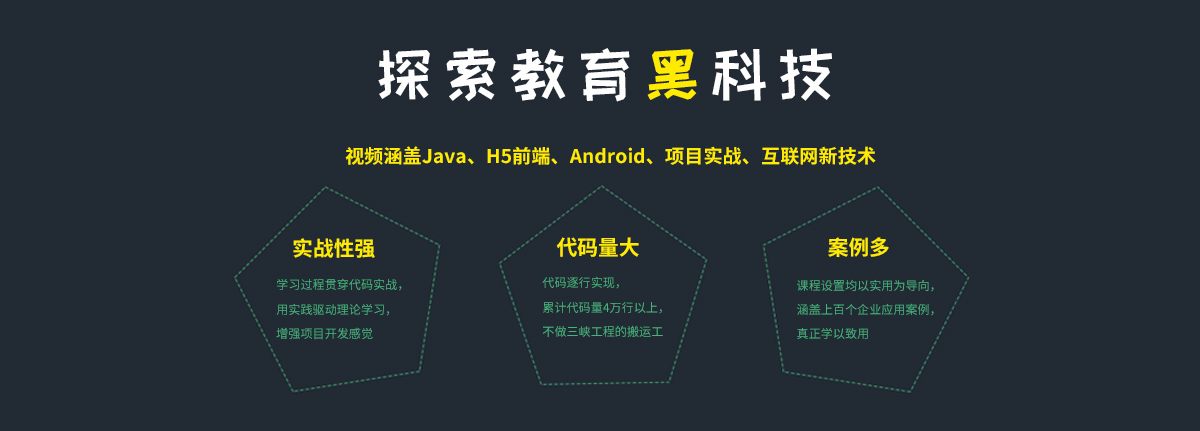 探索教育黑科技
视频涵盖Java、H5前端、Android、项目实战、互联网新技术
实战性强
学习过程贯穿代码实战，
用实践驱动理论学习，
增强项目开发感觉
代码量大
代码逐行实现，
累计代码量4万行以上，
不做三峡工程的搬运工
案例多
课程设置均以实用为导向，
涵盖上百个企业应用案例，
真正学以致用